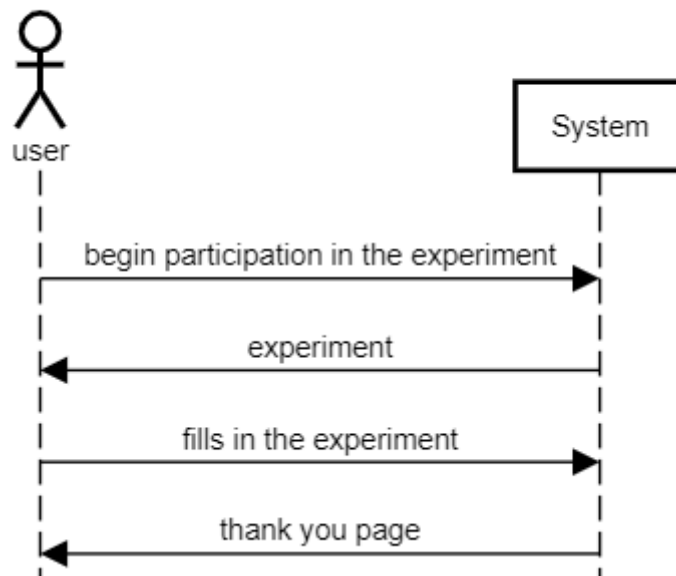 user
System
begin participation in the experiment
experiment
fills in the experiment
thank you page